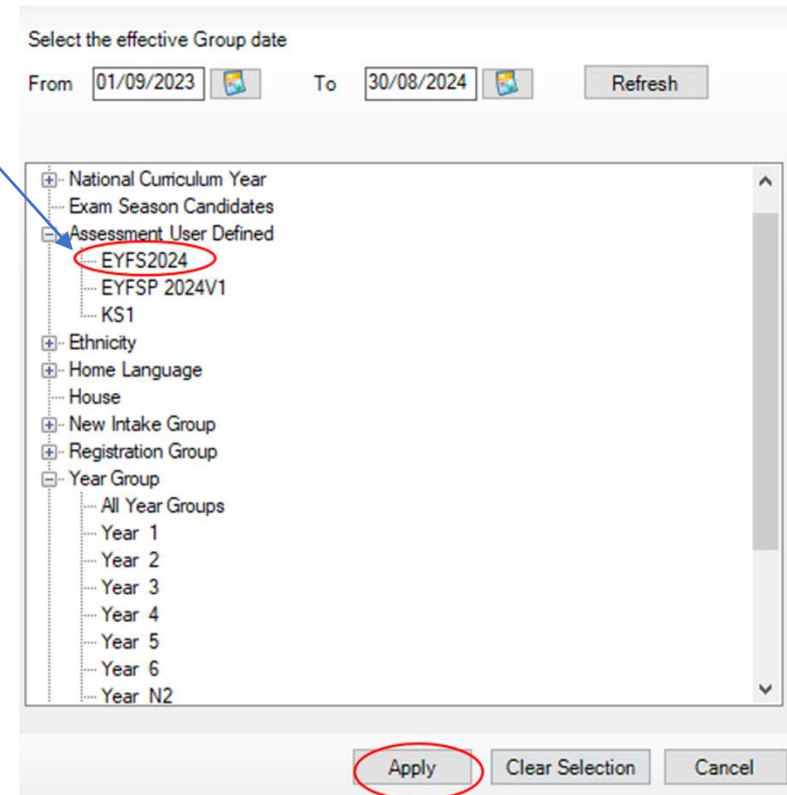 Select the effective Group date
From 01/09/2023 To 30/08/2024 Refresh
National Curriculum Year
Exam Season Candidates
Assessment User Defined
EYFS2024
EYFSP 2024V1
KS1
Ethnicity
Home Language
House
New Intake Group
Registration Group
Year Group
All Year Groups
Year 1
Year 2
Year 3
Year 4
Year 5
Year 6
Year N2
Apply Clear Selection Cancel